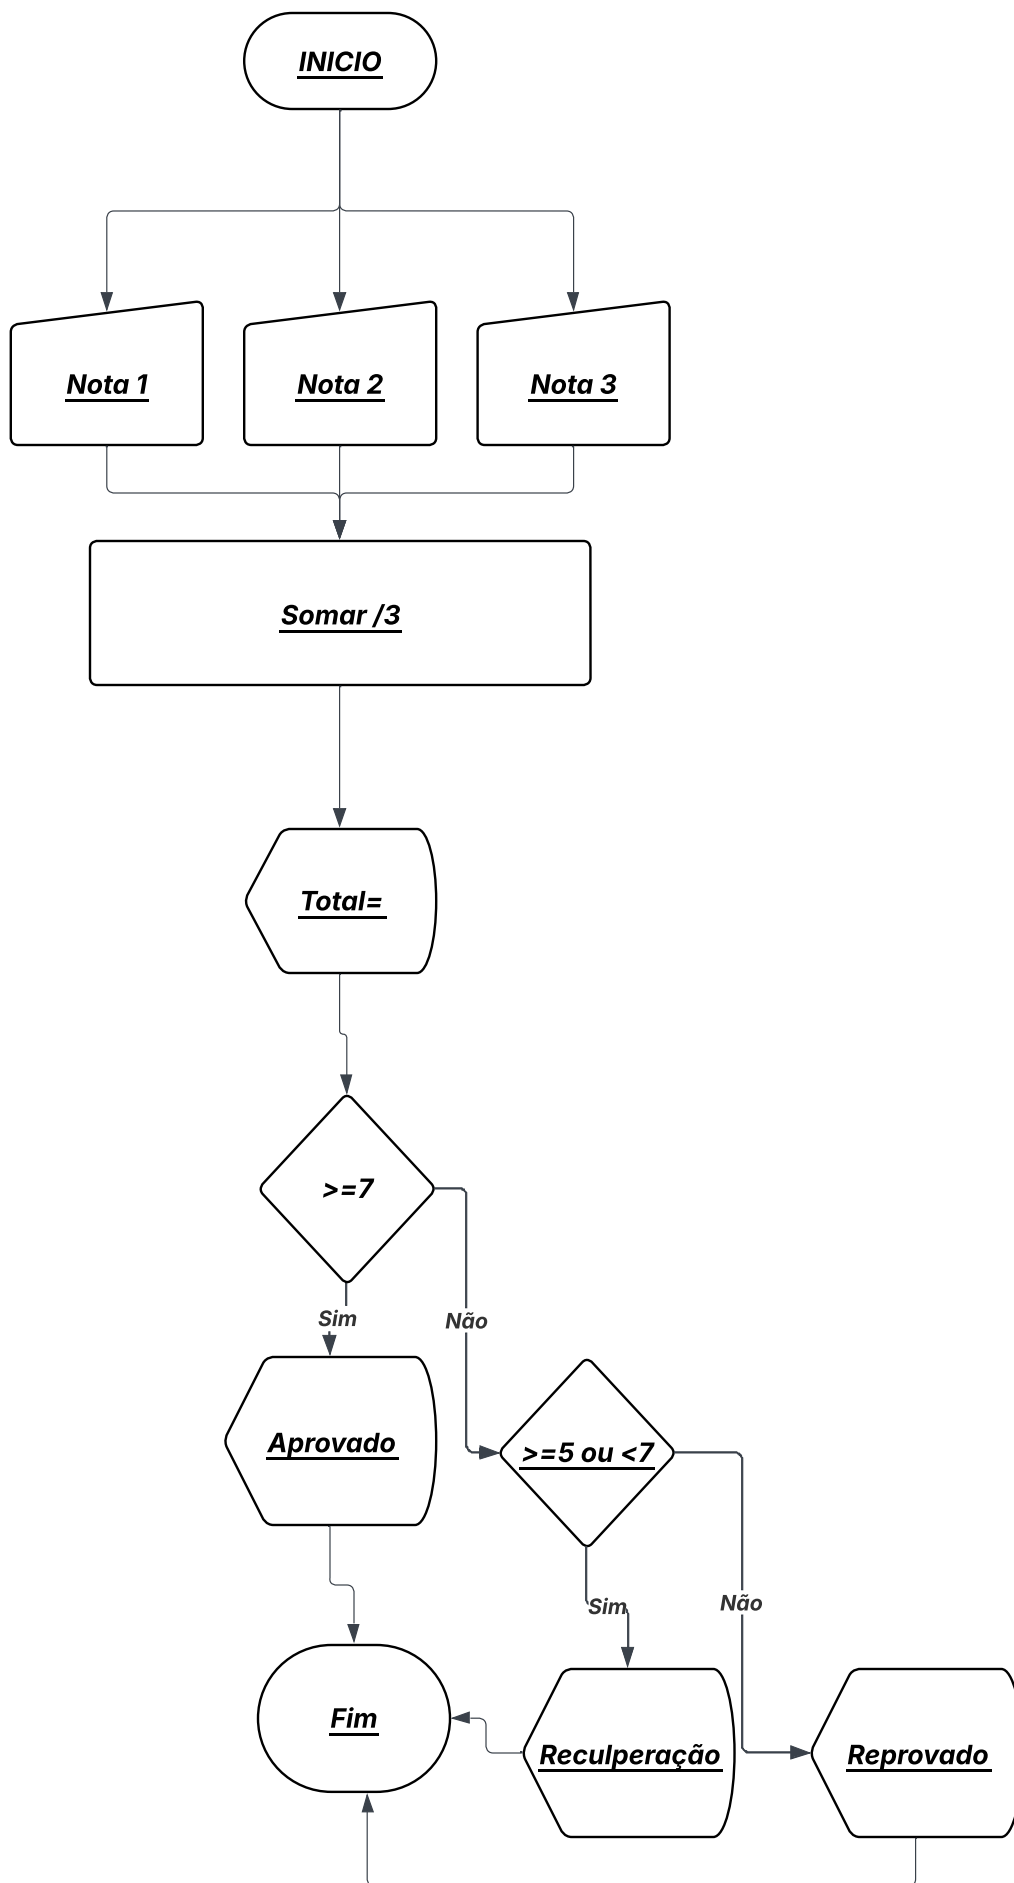 INICIO
Nota 1
Nota 2
Nota 3
Somar /3
Total=
>=7
Sim
Não
Aprovado
>=5 ou <7
Sim
Não
Fim
Reculperação
Reprovado